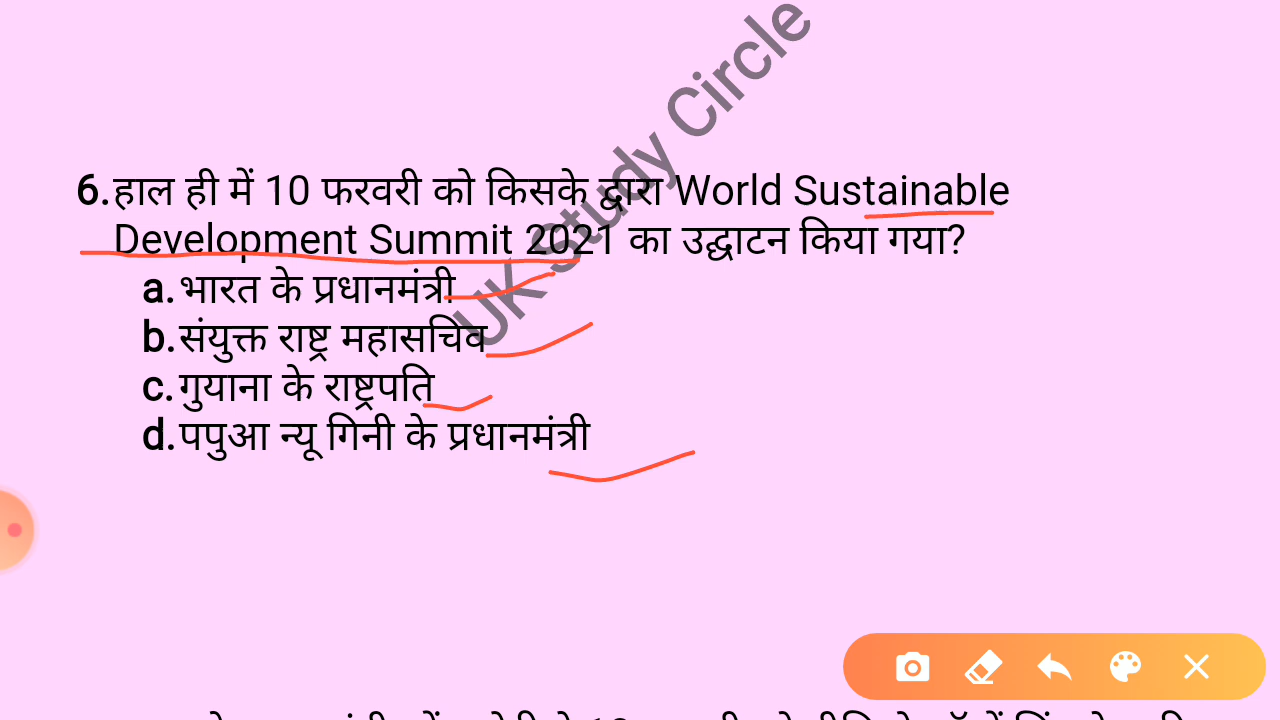 UK Study Circle
6.हाल ही में 10 फरवरी को किसके द्वारा World Sustainable
Development Summit 2021 का उद्घाटन किया गया?
a.भारत के प्रधानमंत्री
b.संयुक्त राष्ट्र महासचिव
c.गुयाना के राष्ट्रपति
d.पपुआ न्यू गिनी के प्रधानमंत्री